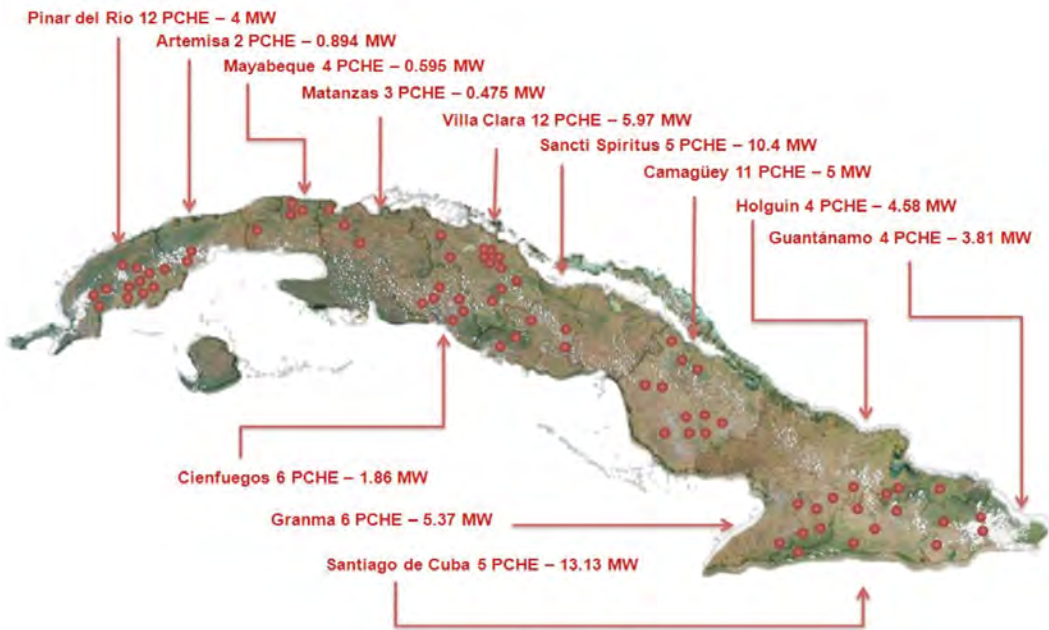 Pinar del Rio 12 PCHE – 4 MW
Artemisa 2 PCHE – 0.894 MW
Mayabeque 4 PCHE – 0.595 MW
Matanzas 3 PCHE – 0.475 MW
Villa Clara 12 PCHE – 5.97 MW
Sancti Spiritus 5 PCHE – 10.4 MW
Camagüey 11 PCHE – 5 MW
Holguin 4 PCHE – 4.58 MW
Guantánamo 4 PCHE – 3.81 MW
Cienfuegos 6 PCHE – 1.86 MW
Granma 6 PCHE – 5.37 MW
Santiago de Cuba 5 PCHE – 13.13 MW